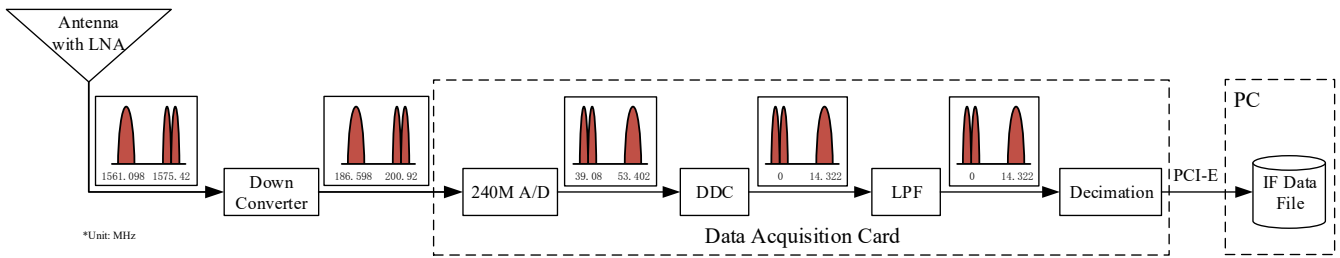 Antenna
with LNA
1561.098 1575.42
Down
Converter
186.598 200.92
240M A/D
39.08 53.402
DDC
0 14.322
LPF
0 14.322
Decimation
PCI-E
PC
IF Data
File
*Unit: MHz
Data Acquisition Card